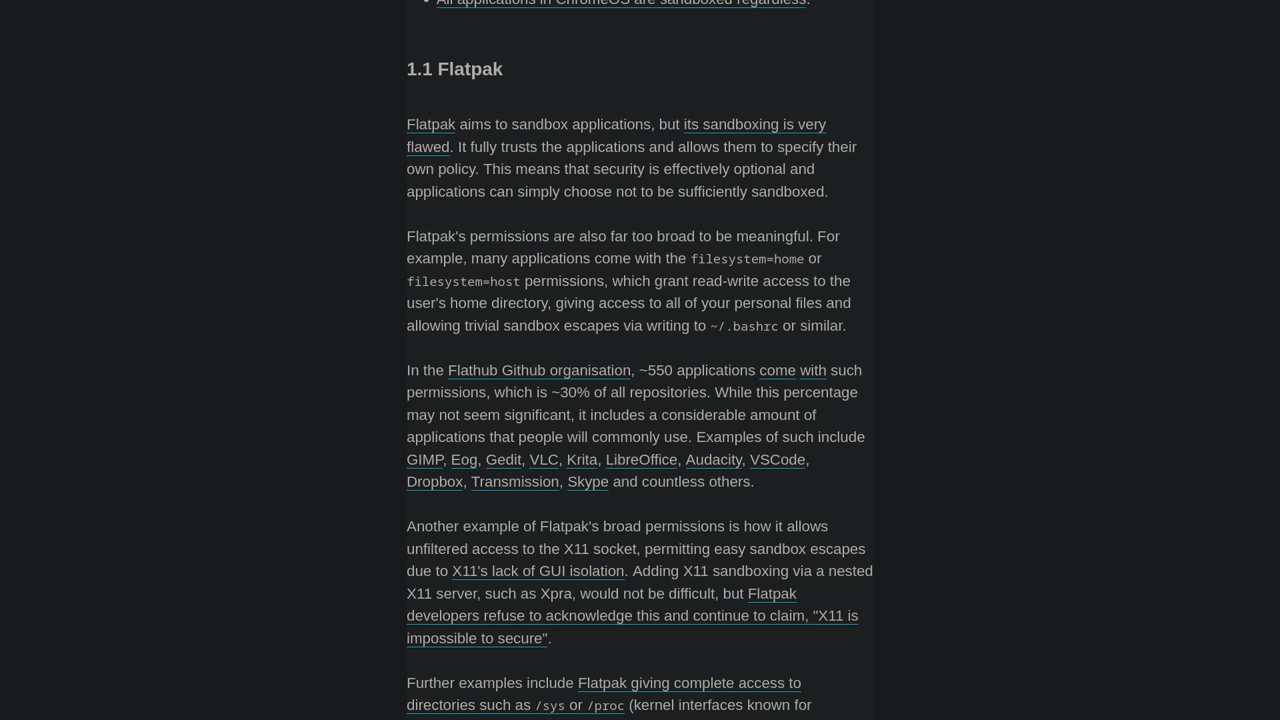 All applications in ChromeOS are sandboxed regardless.
1.1 Flatpak
Flatpak aims to sandbox applications, but its sandboxing is very
flawed. It fully trusts the applications and allows them to specify their
own policy. This means that security is effectively optional and
applications can simply choose not to be sufficiently sandboxed.
Flatpak's permissions are also far too broad to be meaningful. For
example, many applications come with the filesystem=home or
filesystem=host permissions, which grant read-write access to the
user's home directory, giving access to all of your personal files and
allowing trivial sandbox escapes via writing to ~/.bashrc or similar.
In the Flathub Github organisation, ~550 applications come with such
permissions, which is ~30% of all repositories. While this percentage
may not seem significant, it includes a considerable amount of
applications that people will commonly use. Examples of such include
GIMP, Eog, Gedit, VLC, Krita, LibreOffice, Audacity, VSCode,
Dropbox, Transmission, Skype and countless others.
Another example of Flatpak's broad permissions is how it allows
unfiltered access to the X11 socket, permitting easy sandbox escapes
due to X11's lack of GUI isolation. Adding X11 sandboxing via a nested
X11 server, such as Xpra, would not be difficult, but Flatpak
developers refuse to acknowledge this and continue to claim, "X11 is
impossible to secure".
Further examples include Flatpak giving complete access to
directories such as /sys or /proc (kernel interfaces known for